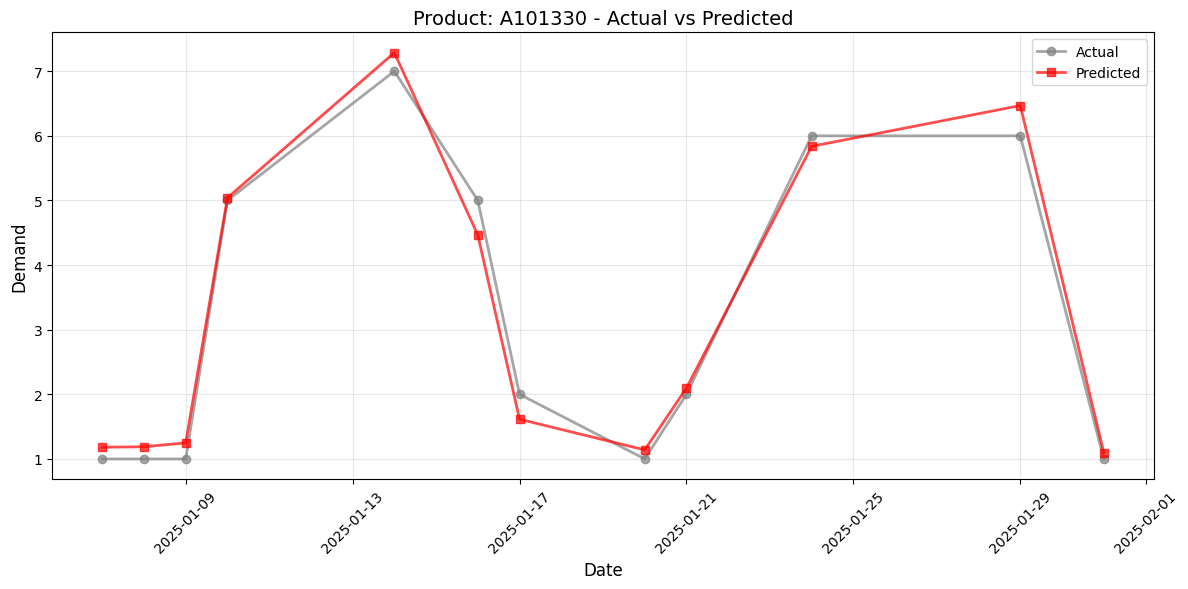 Product: A101330 - Actual vs Predicted
Actual
Predicted
Demand
7
6
5
4
3
2
1
2025-01-09
2025-01-13
2025-01-17
2025-01-21
2025-01-25
2025-01-29
2025-02-01
Date